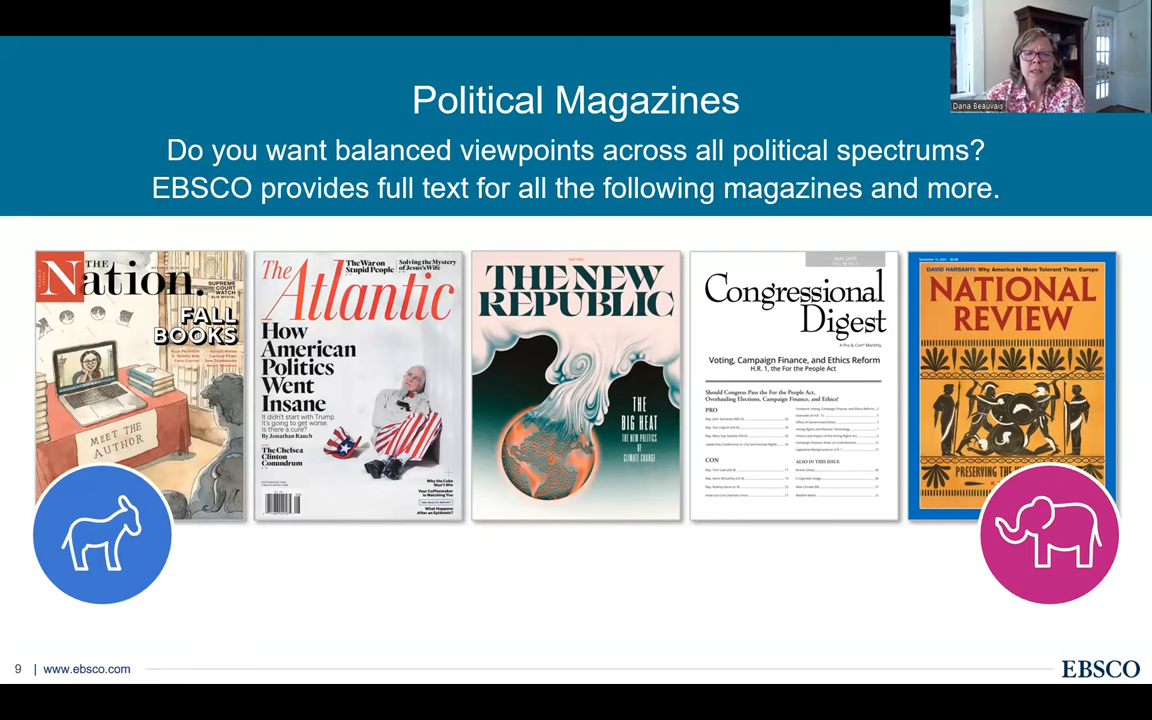 Dana Beauvais
Political Magazines
Do you want balanced viewpoints across all political spectrums?
EBSCO provides full text for all the following magazines and more.
THE
Nation.
SUPREME
COURT
WATCH
ELIE MYSTAL
FALL
BOOKS
MEET THE
AUTHOR
The War on
Stupid People
Solving the Mystery
of Jesus's Wife
The
Atlantic
How
American
Politics
Went
Insane
It didn't start with Trump.
It's going to get worse.
Is there a cure?
By Jonathan Rauch
The Chelsea
Clinton
Conundrum
Why the Cubs
Won't Win
Your Coffeemaker
Is Watching You
What Happens
After an Epidemic?
THE NEW
REPUBLIC
THE
BIG HEAT
THE NEW POLITICS
OF
CLIMATE CHANGE
Congressional
Digest
A Pro & Con Monthly
Voting, Campaign Finance, and Ethics Reform
H.R. 1, the For the People Act
Should Congress Pass the For the People Act,
Overhauling Elections, Campaign Finance, and Ethics?
PRO
CON
ALSO IN THIS ISSUE
DAVID HARSANYI: Why America Is More Tolerant Than Europe
NATIONAL
REVIEW
PRESERVING THE
9 | www.ebsco.com
EBSCO